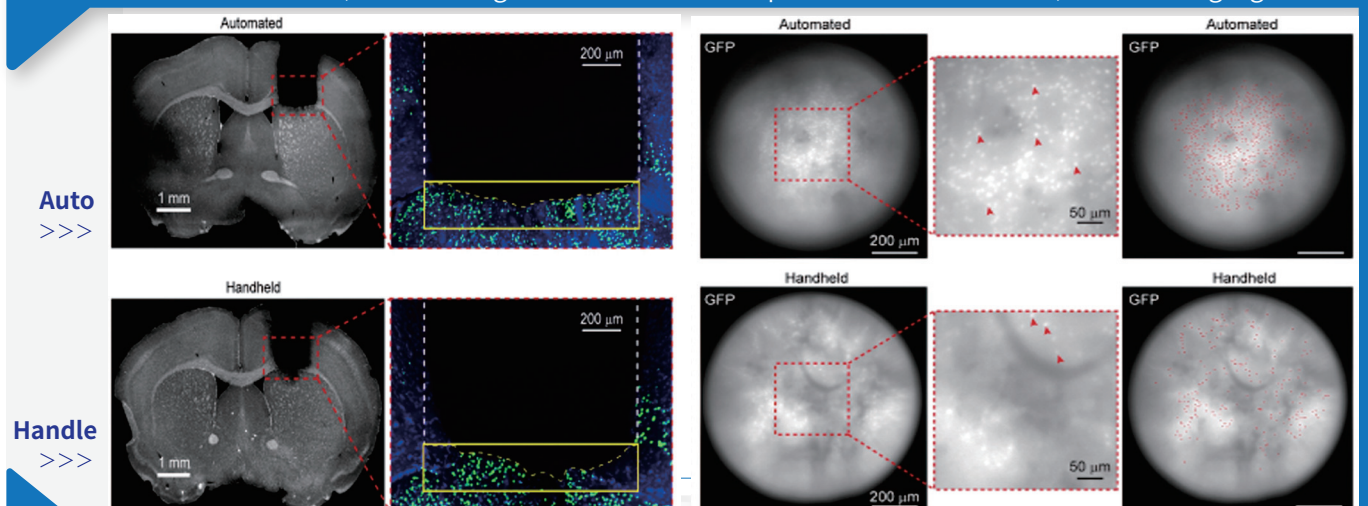 Automated
200 μm
1 mm
Automated
GFP
200 μm
50 μm
Automated
GFP
Auto
>>>
Handheld
200 μm
1 mm
Handheld
GFP
200 μm
50 μm
Handheld
GFP
Handle
>>>